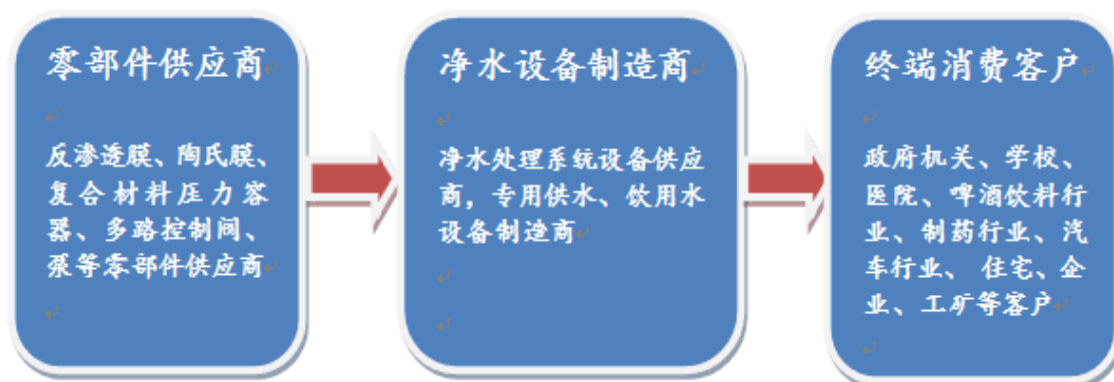 零部件供应商
反渗透膜、陶氏膜、
复合材料压力容
器、多路控制阀、
泵等零部件供应商
净水设备制造商
净水处理系统设备供应
商，专用供水、饮用水
设备制造商
终端消费客户
政府机关、学校、
医院、啤酒饮料行
业、制药行业、汽
车行业、 住宅、企
业、工矿等客户